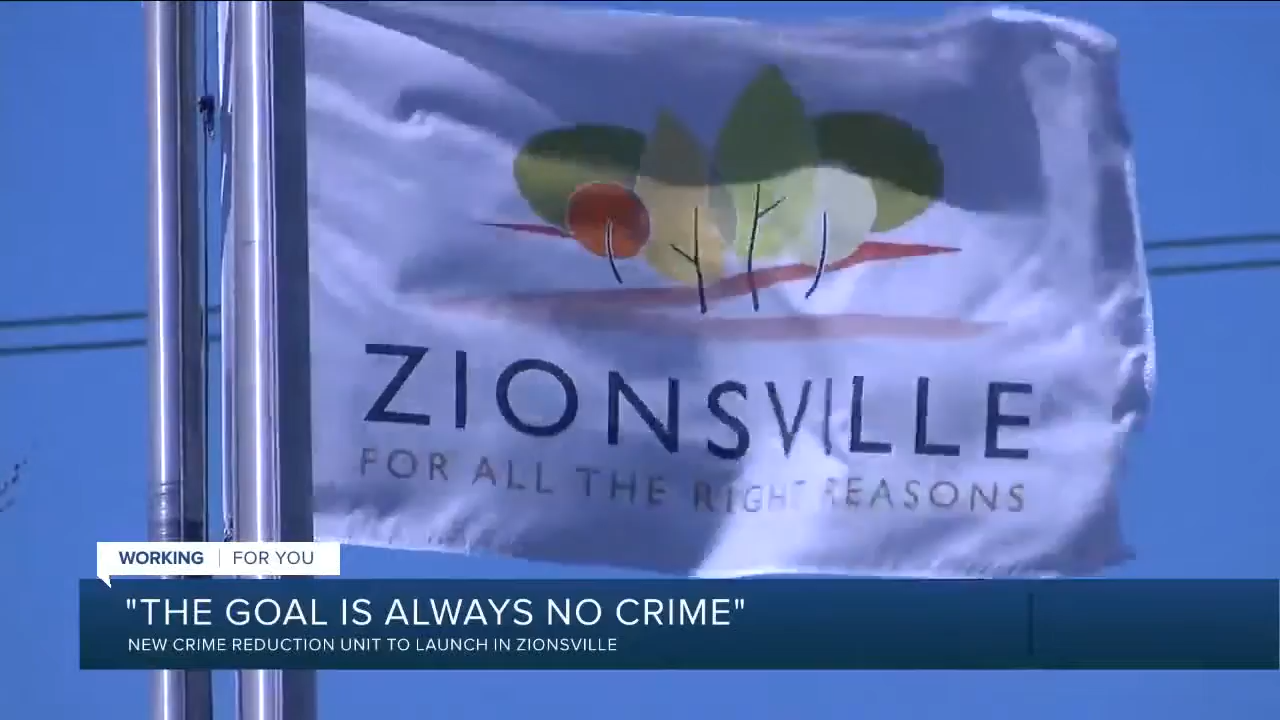 ZIONSVILLE
FOR ALL THE RIGHT REASONS
WORKING FOR YOU
"THE GOAL IS ALWAYS NO CRIME"
NEW CRIME REDUCTION UNIT TO LAUNCH IN ZIONSVILLE